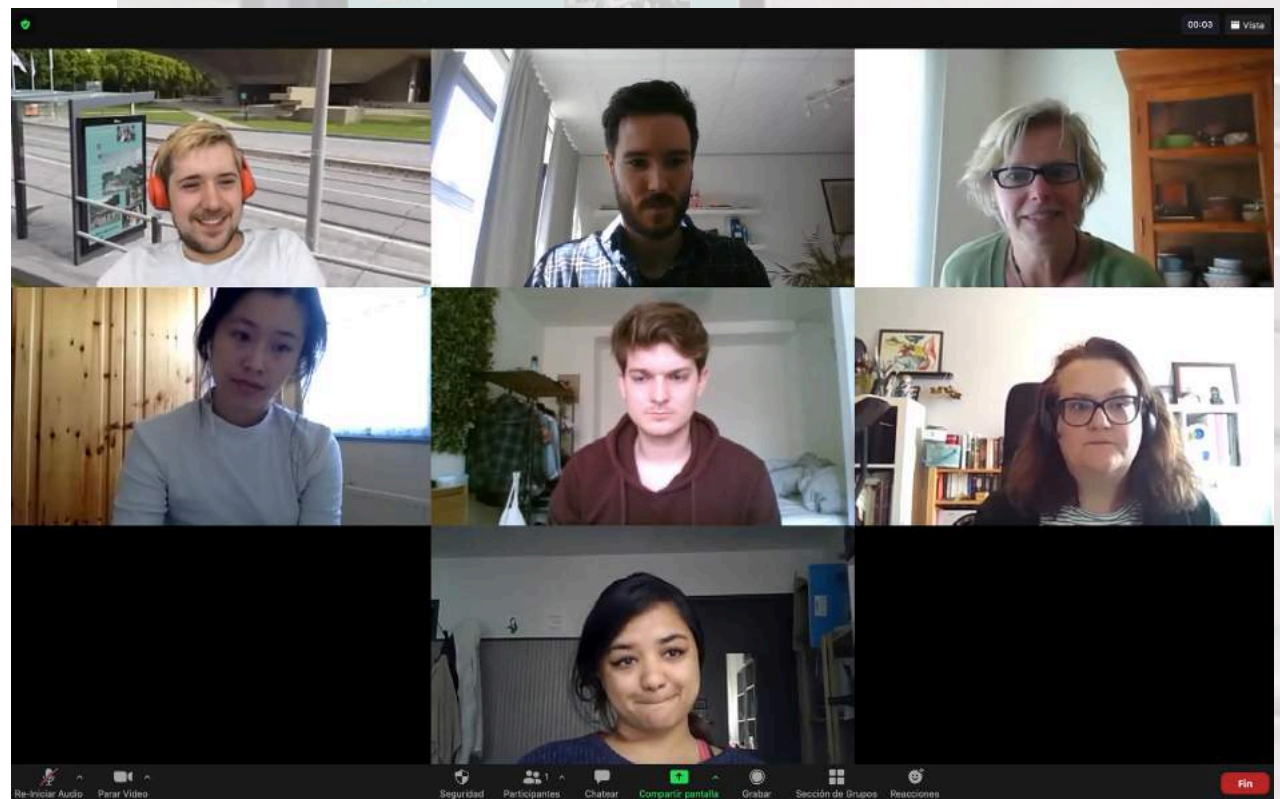 00:03 Vista
Re-Iniciar Audio
Parar Video
Seguridad
Participantes 1
Chatear
Compartir pantalla
Grabar
Sección de Grupos
Reacciones
Fin